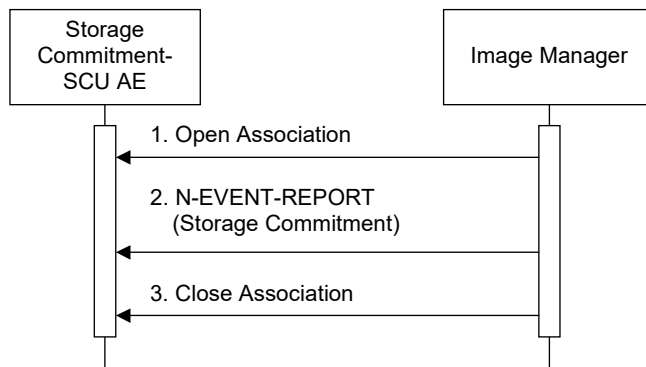 Storage
Commitment-
SCU AE
Image Manager
1. Open Association
2. N-EVENT-REPORT
(Storage Commitment)
3. Close Association